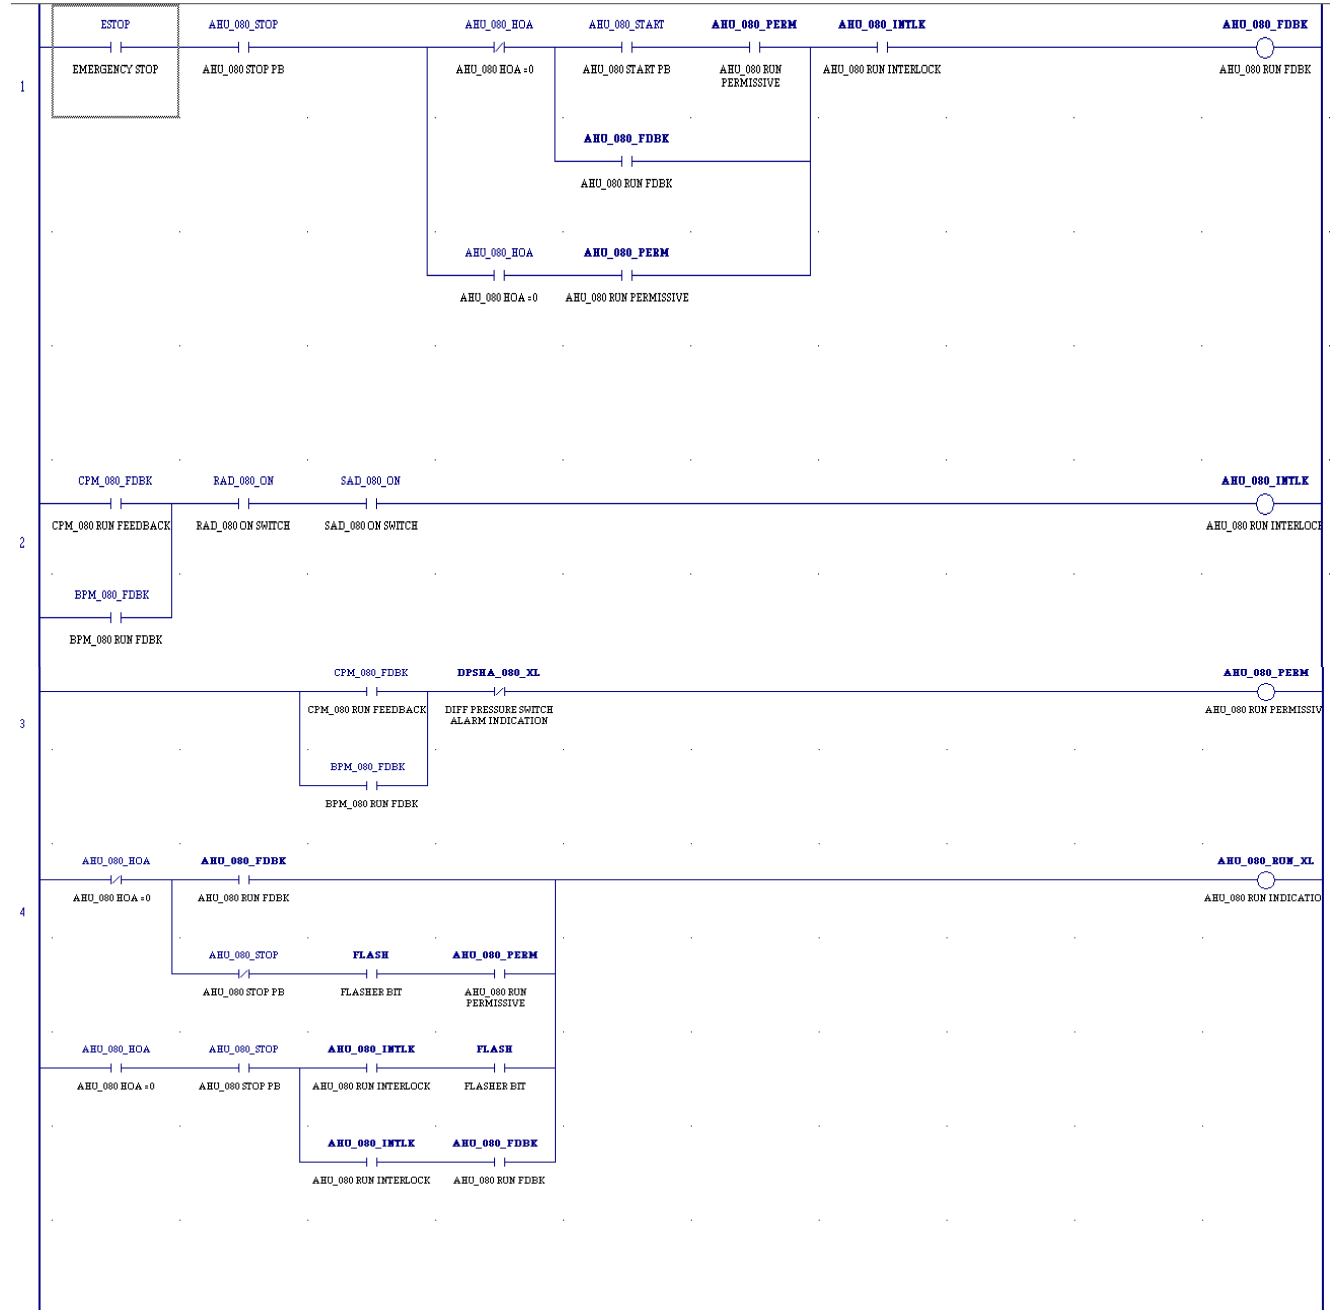 ESTOP AHU_080_STOP AHU_080_HOA AHU_080_START AHU_080_PERM AHU_080_INTLK AHU_080_FDBK
EMERGENCY STOP AHU_080 STOP PB AHU_080 HOA =0 AHU_080 START PB AHU_080 RUN PERMISSIVE AHU_080 RUN INTERLOCK AHU_080 RUN FDBK
1
AHU_080_FDBK
AHU_080 RUN FDBK
AHU_080_HOA AHU_080_PERM
AHU_080 HOA =0 AHU_080 RUN PERMISSIVE
CPM_080_FDBK RAD_080_ON SAD_080_ON AHU_080_INTLK
CPM_080 RUN FEEDBACK RAD_080 ON SWITCH SAD_080 ON SWITCH AHU_080 RUN INTERLOCK
2
BPM_080_FDBK
BPM_080 RUN FDBK
CPM_080_FDBK DPSHA_080_XL AHU_080_PERM
CPM_080 RUN FEEDBACK DIFF PRESSURE SWITCH ALARM INDICATION AHU_080 RUN PERMISSIV
3
BPM_080_FDBK
BPM_080 RUN FDBK
AHU_080_HOA AHU_080_FDBK AHU_080_RUN_XL
AHU_080 HOA =0 AHU_080 RUN FDBK AHU_080 RUN INDICATIO
4
AHU_080_STOP FLASH AHU_080_PERM
AHU_080 STOP PB FLASHER BIT AHU_080 RUN PERMISSIVE
AHU_080_HOA AHU_080_STOP AHU_080_INTLK FLASH
AHU_080 HOA =0 AHU_080 STOP PB AHU_080 RUN INTERLOCK FLASHER BIT
AHU_080_INTLK AHU_080_FDBK
AHU_080 RUN INTERLOCK AHU_080 RUN FDBK